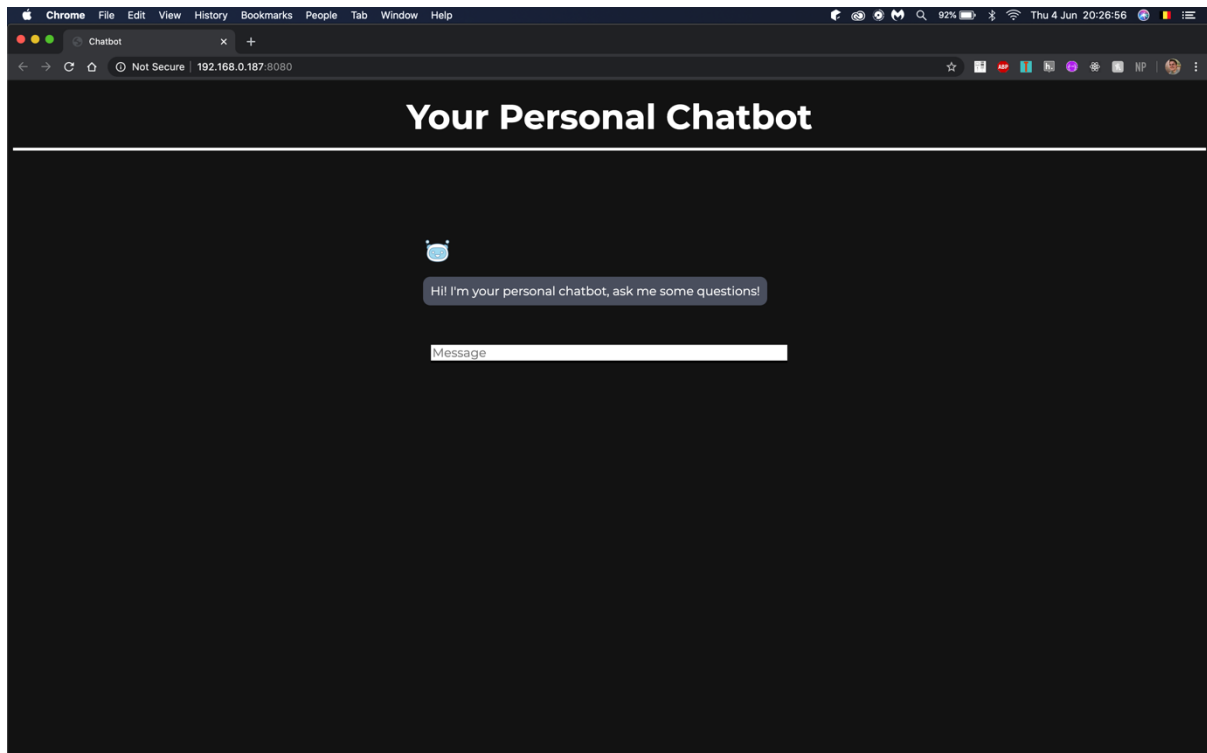 Chrome File Edit View History Bookmarks People Tab Window Help 92% Thu 4 Jun 20:26:56
Chatbot
Not Secure | 192.168.0.187:8080 ABP h. NP
Your Personal Chatbot
Hi! I'm your personal chatbot, ask me some questions!
Message